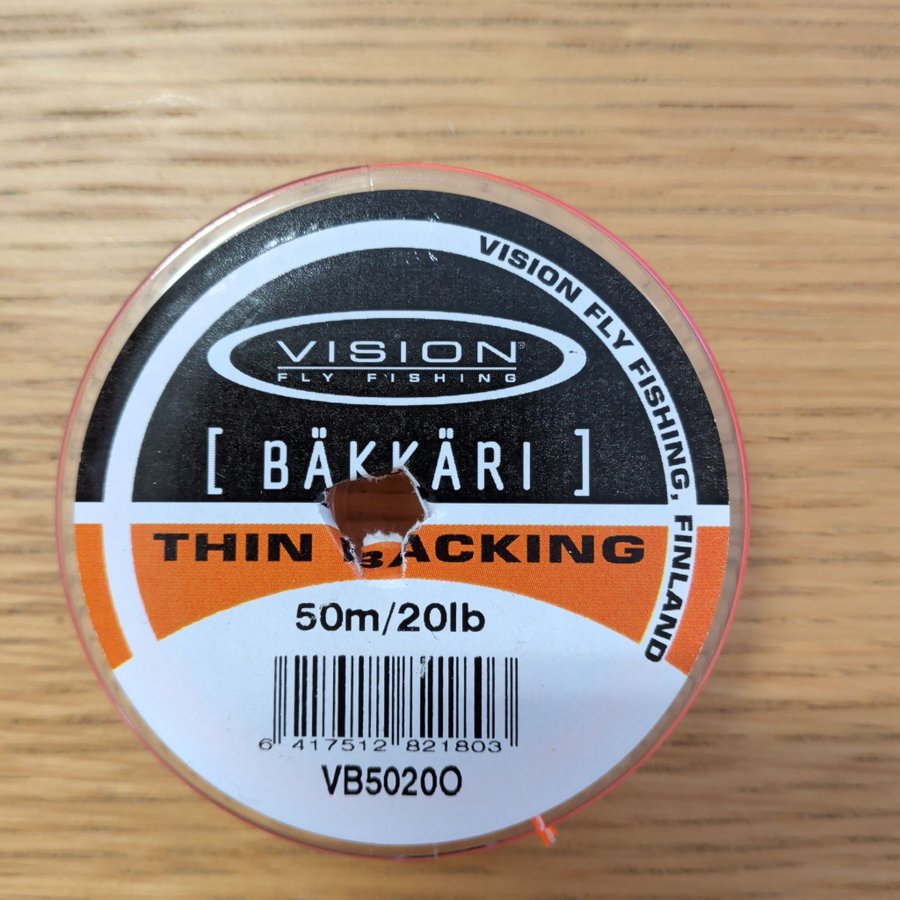 VISION FLY FISHING, FINLAND
VISION®
FLY FISHING
[ BÄKKÄRI ]
THIN BACKING
50m/20lb
6 417512 821803
VB5020O